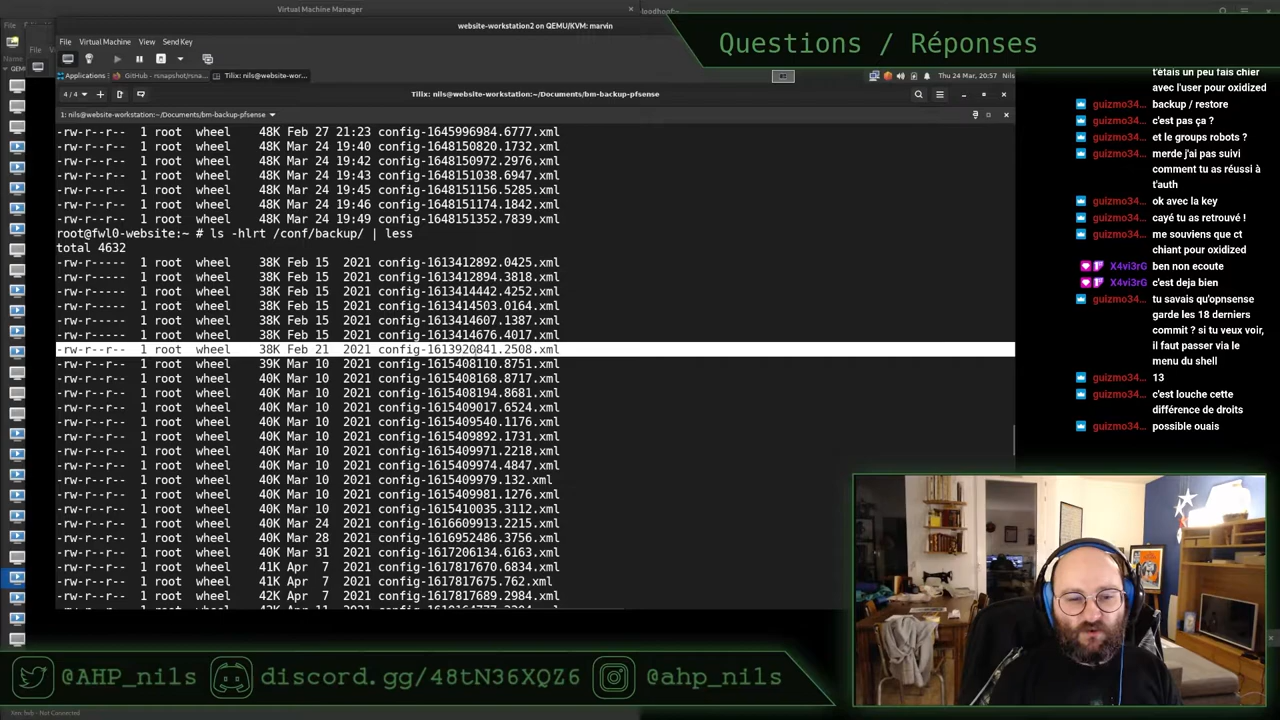 Virtual Machine Manager
website-workstation2 on QEMU/KVM: marvin
File Virtual Machine View Send Key
Applications GitHub - rsnapshot/rsna... Tilix: nils@website-wor...
Thu 24 Mar, 20:57 Nils
4 / 4
Tilix: nils@website-workstation:~/Documents/bm-backup-pfsense
1: nils@website-workstation:~/Documents/bm-backup-pfsense
-rw-r--r-- 1 root wheel 48K Feb 27 21:23 config-1645996984.6777.xml
-rw-r--r-- 1 root wheel 48K Mar 24 19:40 config-1648150820.1732.xml
-rw-r--r-- 1 root wheel 48K Mar 24 19:42 config-1648150972.2976.xml
-rw-r--r-- 1 root wheel 48K Mar 24 19:43 config-1648151038.6947.xml
-rw-r--r-- 1 root wheel 48K Mar 24 19:45 config-1648151156.5285.xml
-rw-r--r-- 1 root wheel 48K Mar 24 19:46 config-1648151174.1842.xml
-rw-r--r-- 1 root wheel 48K Mar 24 19:49 config-1648151352.7839.xml
root@fwl0-website:~ # ls -hlrt /conf/backup/ | less
total 4632
-rw-r----- 1 root wheel 38K Feb 15 2021 config-1613412892.0425.xml
-rw-r----- 1 root wheel 38K Feb 15 2021 config-1613412894.3818.xml
-rw-r----- 1 root wheel 38K Feb 15 2021 config-1613414442.4252.xml
-rw-r----- 1 root wheel 38K Feb 15 2021 config-1613414503.0164.xml
-rw-r----- 1 root wheel 38K Feb 15 2021 config-1613414607.1387.xml
-rw-r----- 1 root wheel 38K Feb 15 2021 config-1613414676.4017.xml
-rw-r--r-- 1 root wheel 38K Feb 21 2021 config-1613920841.2508.xml
-rw-r--r-- 1 root wheel 39K Mar 10 2021 config-1615408110.8751.xml
-rw-r--r-- 1 root wheel 40K Mar 10 2021 config-1615408168.8717.xml
-rw-r--r-- 1 root wheel 40K Mar 10 2021 config-1615408194.8681.xml
-rw-r--r-- 1 root wheel 40K Mar 10 2021 config-1615409017.6524.xml
-rw-r--r-- 1 root wheel 40K Mar 10 2021 config-1615409540.1176.xml
-rw-r--r-- 1 root wheel 40K Mar 10 2021 config-1615409892.1731.xml
-rw-r--r-- 1 root wheel 40K Mar 10 2021 config-1615409971.2218.xml
-rw-r--r-- 1 root wheel 40K Mar 10 2021 config-1615409974.4847.xml
-rw-r--r-- 1 root wheel 40K Mar 10 2021 config-1615409979.132.xml
-rw-r--r-- 1 root wheel 40K Mar 10 2021 config-1615409981.1276.xml
-rw-r--r-- 1 root wheel 40K Mar 10 2021 config-1615410035.3112.xml
-rw-r--r-- 1 root wheel 40K Mar 24 2021 config-1616609913.2215.xml
-rw-r--r-- 1 root wheel 40K Mar 28 2021 config-1616952486.3756.xml
-rw-r--r-- 1 root wheel 40K Mar 31 2021 config-1617206134.6163.xml
-rw-r--r-- 1 root wheel 41K Apr 7 2021 config-1617817670.6834.xml
-rw-r--r-- 1 root wheel 41K Apr 7 2021 config-1617817675.762.xml
-rw-r--r-- 1 root wheel 42K Apr 7 2021 config-1617817689.2984.xml
Questions / Réponses
t'étais un peu fais chier
avec l'user pour oxidized
guizmo34... backup / restore
guizmo34... c'est pas ça ?
guizmo34... et le groups robots ?
guizmo34... merde j'ai pas suivi
comment tu as réussi à
t'auth
guizmo34... ok avec la key
guizmo34... cayé tu as retrouvé !
guizmo34... me souviens que ct
chiant pour oxidized
X4vi3rG ben non ecoute
X4vi3rG c'est deja bien
guizmo34... tu savais qu'opnsense
garde les 18 derniers
commit ? si tu veux voir,
il faut passer via le
menu du shell
guizmo34... 13
guizmo34... c'est louche cette
différence de droits
guizmo34... possible ouais
@AHP_nils discord.gg/48tN36XQZ6 @ahp_nils